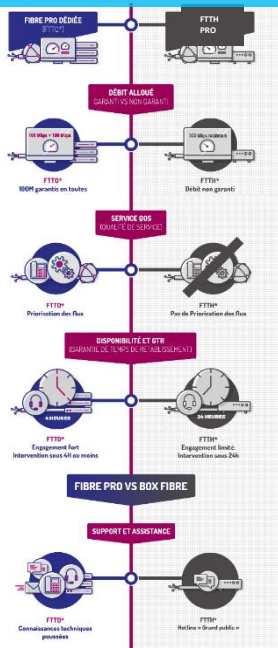 FIBRE PRO DÉDIÉE
(FTTO*)
FTTH
PRO
DÉBIT ALLOUÉ
GARANTI VS NON GARANTI
100 Mbps = 100 Mbps
FTTO*
100M garantis en toutes
FTTH*
Débit non garanti
SERVICE QOS
(QUALITÉ DE SERVICE)
FTTO*
Priorisation des flux
FTTH*
Pas de Priorisation des flux
DISPONIBILITÉ ET GTR
(GARANTIE DE TEMPS DE RÉTABLISSEMENT)
4 HEURES
24 HEURES
FTTO*
Engagement fort
Intervention sous 4H ou moins
FTTH*
Engagement limité.
Intervention sous 24h
FIBRE PRO VS BOX FIBRE
SUPPORT ET ASSISTANCE
FTTO*
Connaissances techniques
poussées
FTTH*
Hotline « Grand public »